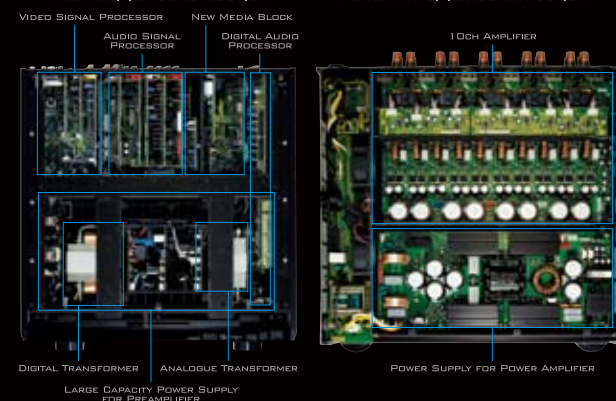 Video Signal Processor
Audio Signal
Processor
New Media Block
Digital Audio
Processor
10ch Amplifier
Digital Transformer
Analogue Transformer
Large Capacity Power Supply
for Preamplifier
Power Supply for Power Amplifier